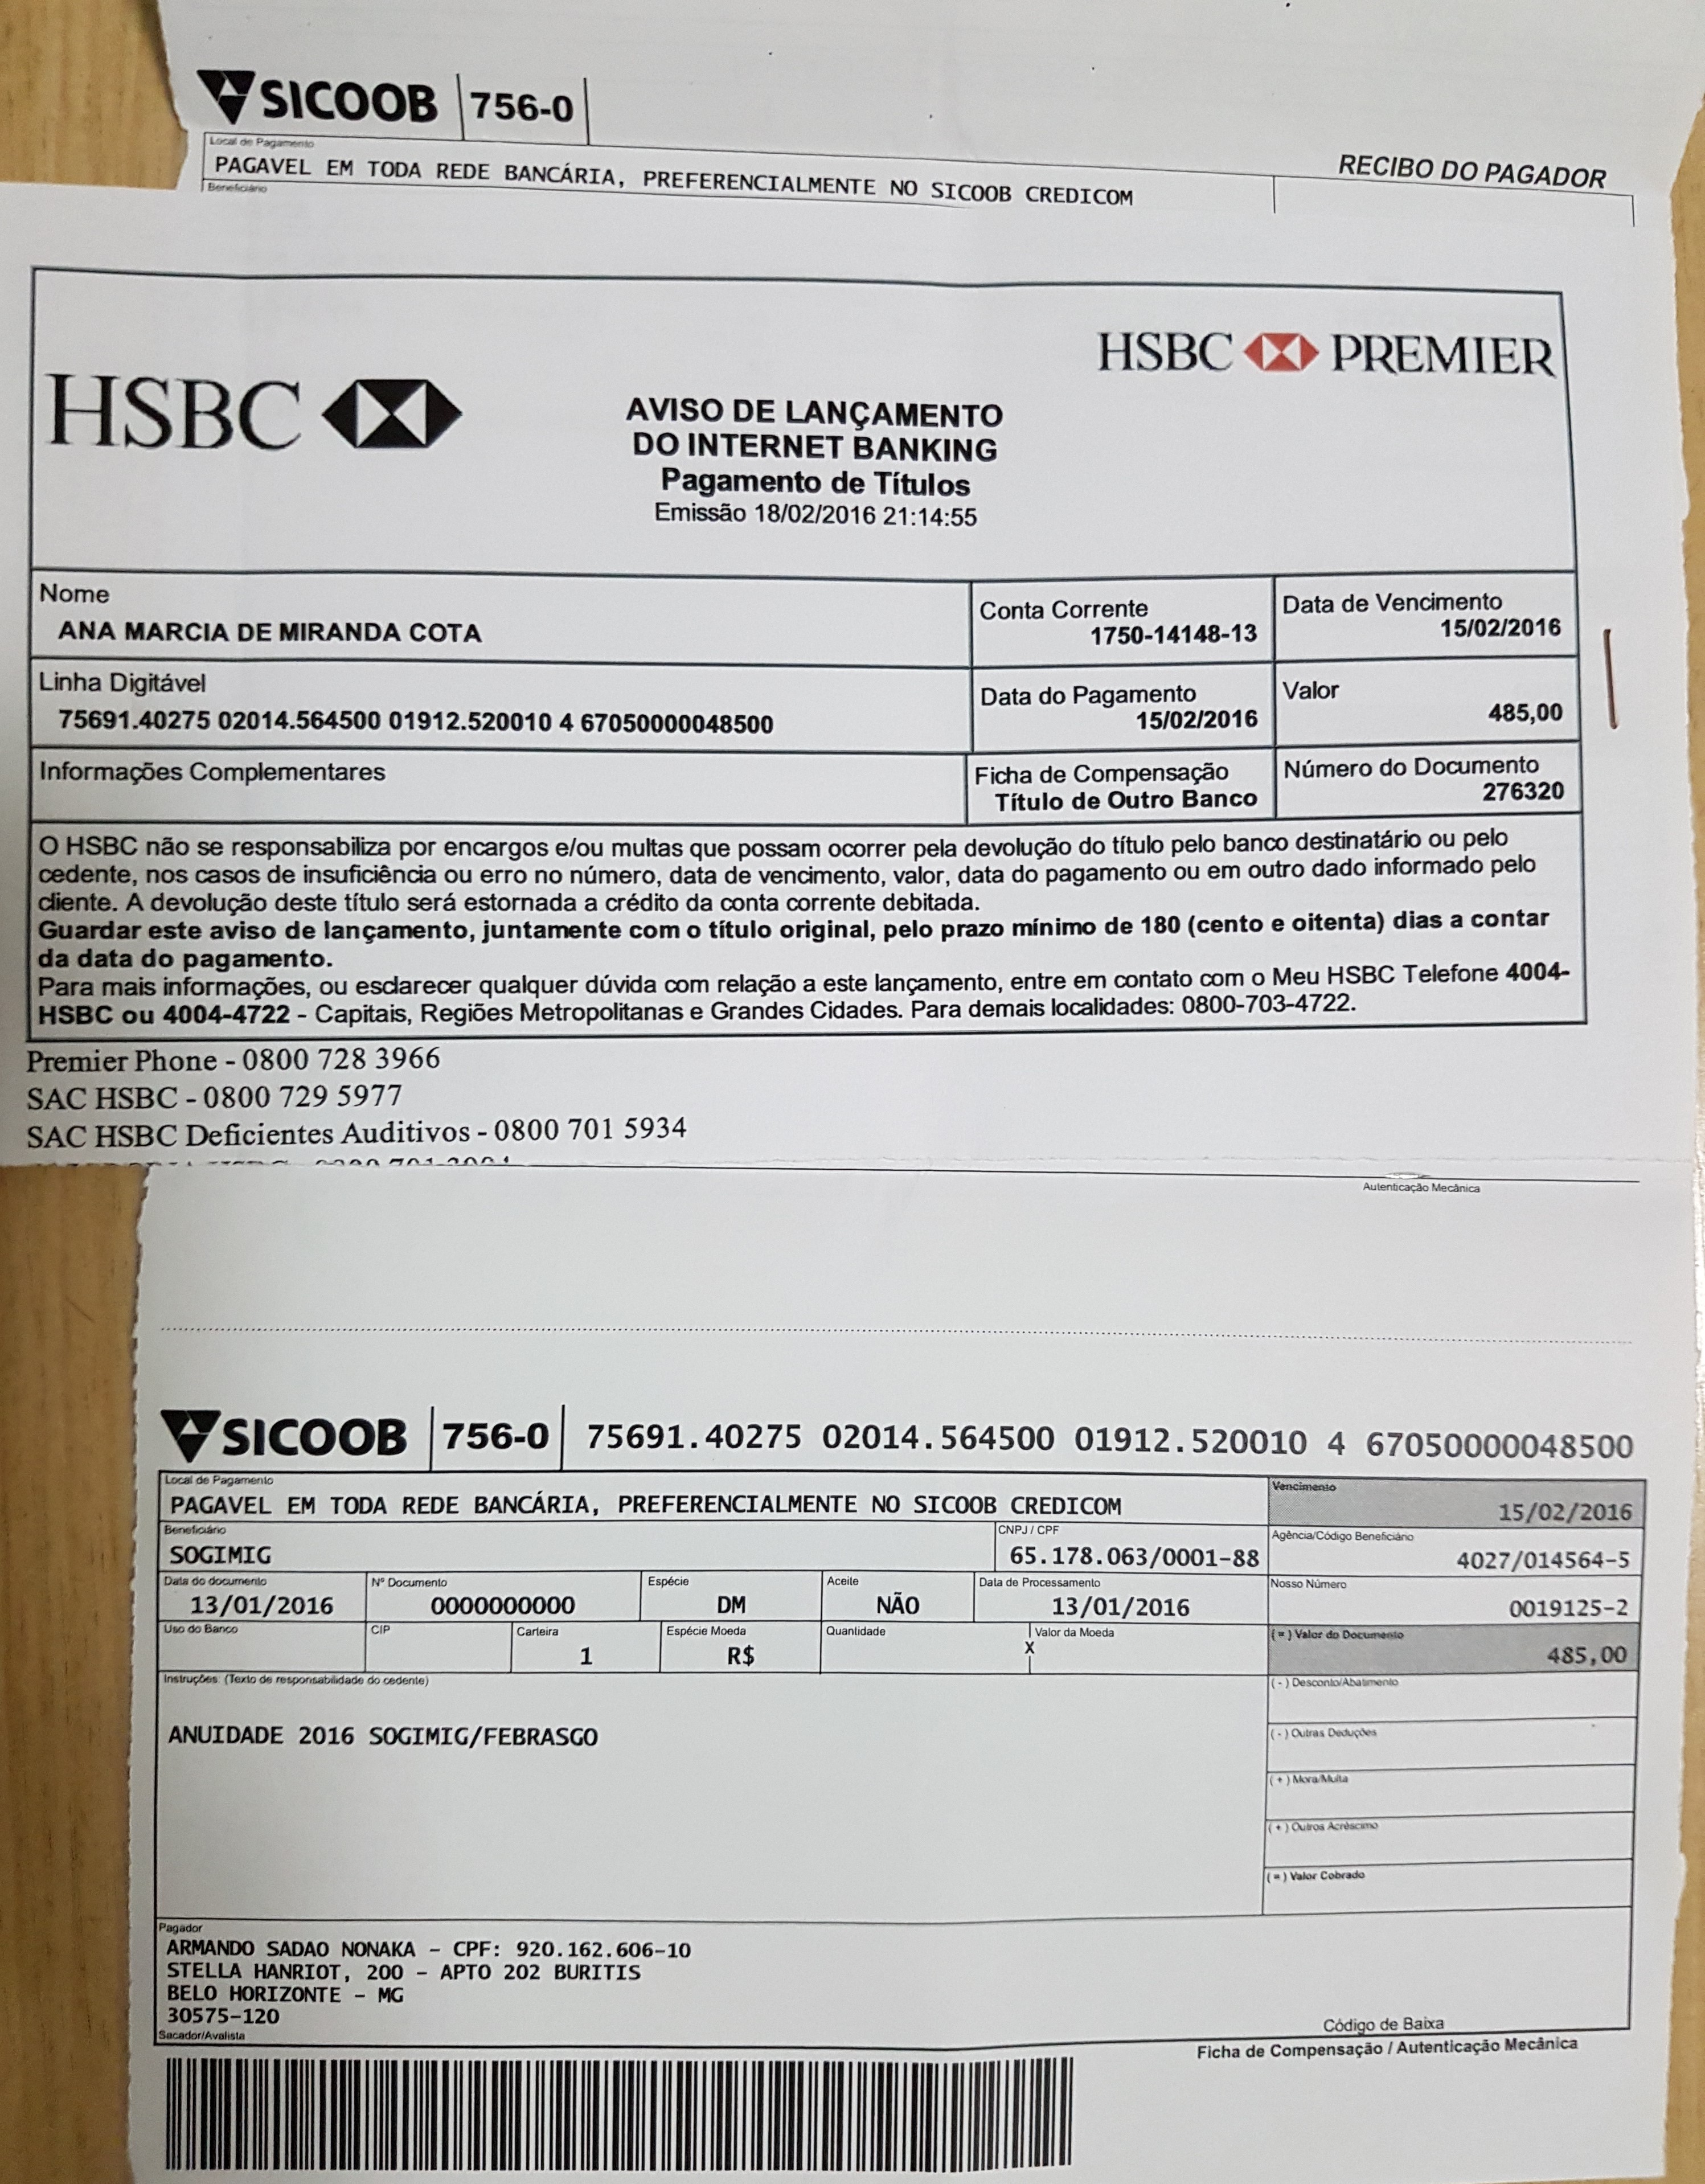 SICOOB 756-0
Local de Pagamento
RECIBO DO PAGADOR
PAGAVEL EM TODA REDE BANCÁRIA, PREFERENCIALMENTE NO SICOOB CREDICOM
Beneficiário
HSBC PREMIER
HSBC
AVISO DE LANÇAMENTO
DO INTERNET BANKING
Pagamento de Títulos
Emissão 18/02/2016 21:14:55
Nome Conta Corrente Data de Vencimento
ANA MARCIA DE MIRANDA COTA 1750-14148-13 15/02/2016
Linha Digitável Data do Pagamento Valor
75691.40275 02014.564500 01912.520010 4 67050000048500 15/02/2016 485,00
Informações Complementares Ficha de Compensação Número do Documento
Título de Outro Banco 276320
O HSBC não se responsabiliza por encargos e/ou multas que possam ocorrer pela devolução do título pelo banco destinatário ou pelo
cedente, nos casos de insuficiência ou erro no número, data de vencimento, valor, data do pagamento ou em outro dado informado pelo
cliente. A devolução deste título será estornada a crédito da conta corrente debitada.
Guardar este aviso de lançamento, juntamente com o título original, pelo prazo mínimo de 180 (cento e oitenta) dias a contar
da data do pagamento.
Para mais informações, ou esclarecer qualquer dúvida com relação a este lançamento, entre em contato com o Meu HSBC Telefone 4004-
HSBC ou 4004-4722 - Capitais, Regiões Metropolitanas e Grandes Cidades. Para demais localidades: 0800-703-4722.
Premier Phone - 0800 728 3966
SAC HSBC - 0800 729 5977
SAC HSBC Deficientes Auditivos - 0800 701 5934
Autenticação Mecânica
SICOOB 756-0 75691.40275 02014.564500 01912.520010 4 67050000048500
Local de Pagamento Vencimento
PAGAVEL EM TODA REDE BANCÁRIA, PREFERENCIALMENTE NO SICOOB CREDICOM 15/02/2016
Beneficiário CNPJ / CPF Agência/Código Beneficiário
SOGIMIG 65.178.063/0001-88 4027/014564-5
Data do documento Nº Documento Espécie Aceite Data de Processamento Nosso Número
13/01/2016 0000000000 DM NÃO 13/01/2016 0019125-2
Uso do Banco CIP Carteira Espécie Moeda Quantidade Valor da Moeda (=) Valor do Documento
1 R$ X 485,00
Instruções: (Texto de responsabilidade do cedente) (-) Desconto/Abatimento
ANUIDADE 2016 SOGIMIG/FEBRASGO
(-) Outras Deduções
(+) Mora/Multa
(+) Outros Acréscimo
(=) Valor Cobrado
Pagador
ARMANDO SADAO NONAKA - CPF: 920.162.606-10
STELLA HANRIOT, 200 - APTO 202 BURITIS
BELO HORIZONTE - MG
30575-120
Sacador/Avalista
Código de Baixa
Ficha de Compensação / Autenticação Mecânica